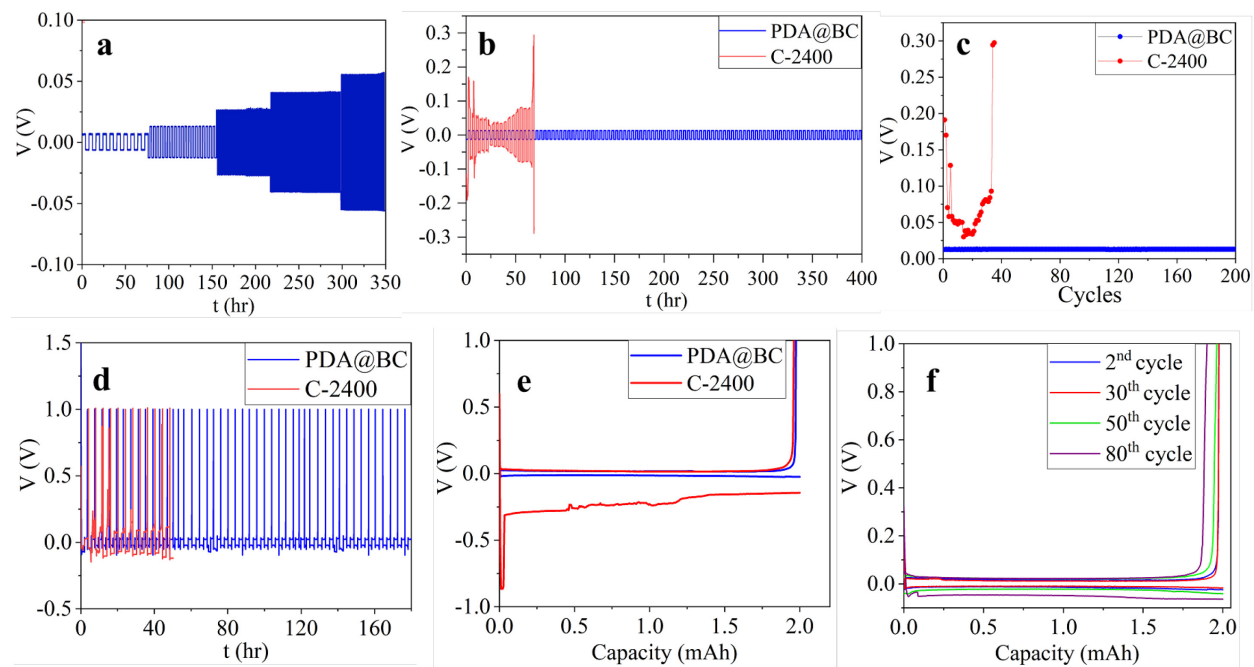 a
0.10
0.05
0.00
-0.05
-0.10
V (V)
0 50 100 150 200 250 300 350
t (hr)
b
PDA@BC
C-2400
0.3
0.2
0.1
0.0
-0.1
-0.2
-0.3
V (V)
0 50 100 150 200 250 300 350 400
t (hr)
c
PDA@BC
C-2400
0.30
0.25
0.20
0.15
0.10
0.05
0.00
V (V)
0 40 80 120 160 200
Cycles
d
PDA@BC
C-2400
1.5
1.0
0.5
0.0
-0.5
V (V)
0 40 80 120 160
t (hr)
e
PDA@BC
C-2400
1.0
0.5
0.0
-0.5
-1.0
V (V)
0.0 0.5 1.0 1.5 2.0
Capacity (mAh)
f
2nd cycle
30th cycle
50th cycle
80th cycle
1.0
0.8
0.6
0.4
0.2
0.0
V (V)
0.0 0.5 1.0 1.5 2.0
Capacity (mAh)